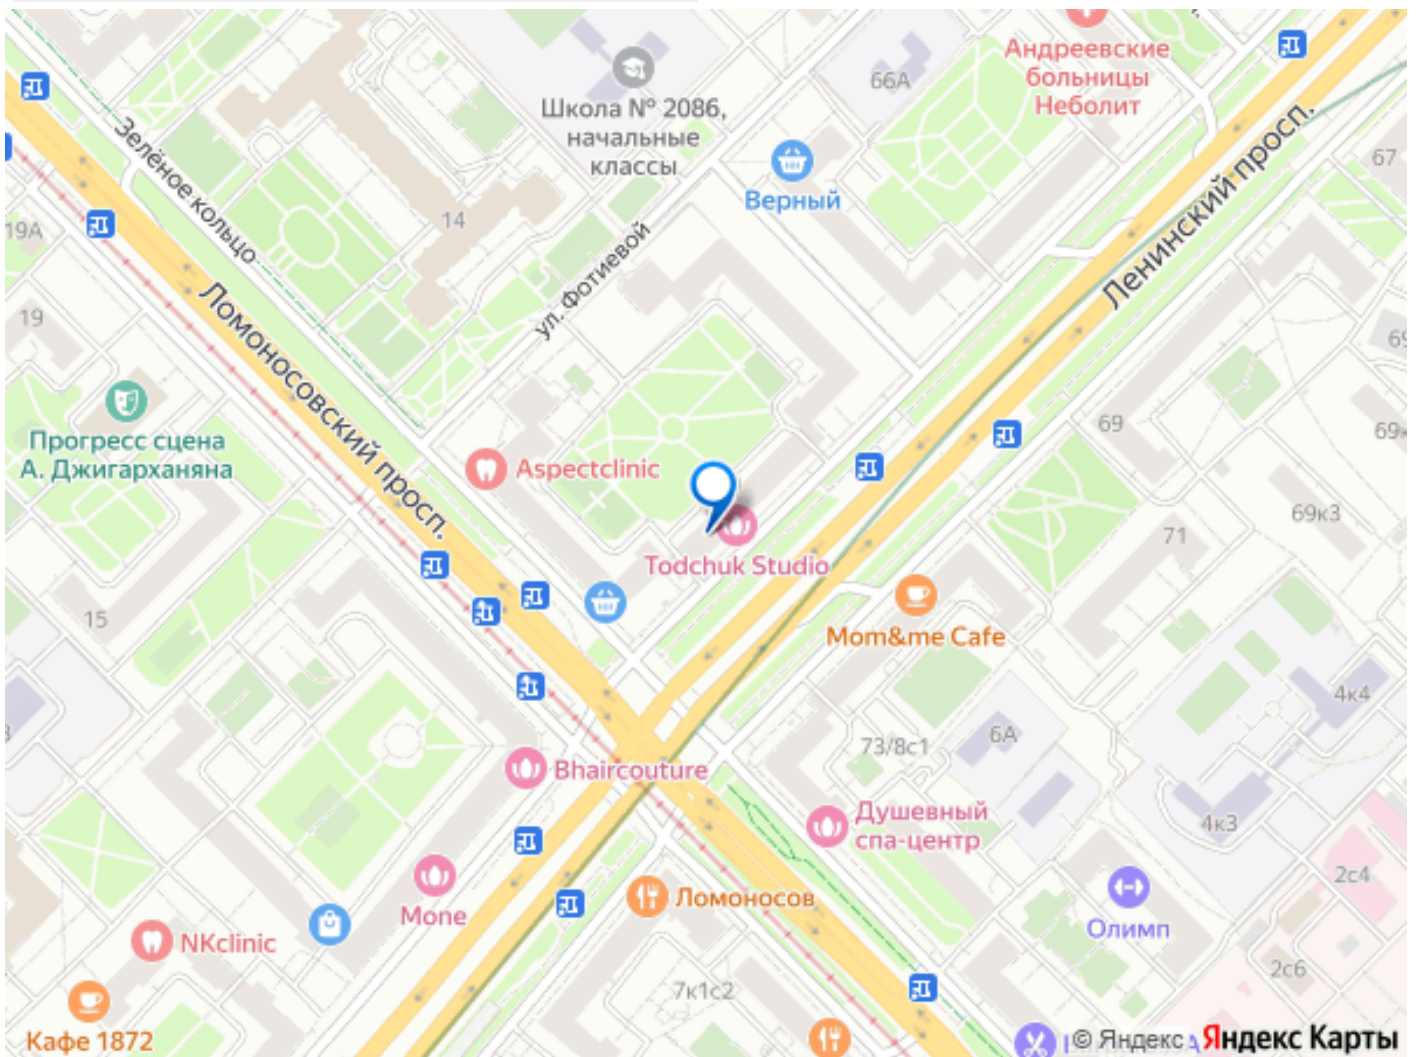 Андреевские
больницы
Неболит
66А
Школа № 2086,
начальные
классы
Верный
67
Зелёное кольцо
Ленинский просп.
14
19А
ул. Фотиевой
Ломоносовский просп.
19
69
69к3
71
Прогресс сцена
А. Джигарханяна
Aspectclinic
Todchuk Studio
15
Mom&me Cafe
4к4
73/8с1
6А
Bhaircouture
Душевный
спа-центр
4к3
2с4
Mone
Ломоносов
Олимп
NKclinic
2с6
7к1с2
Кафе 1872
© Яндекс Яндекс Карты